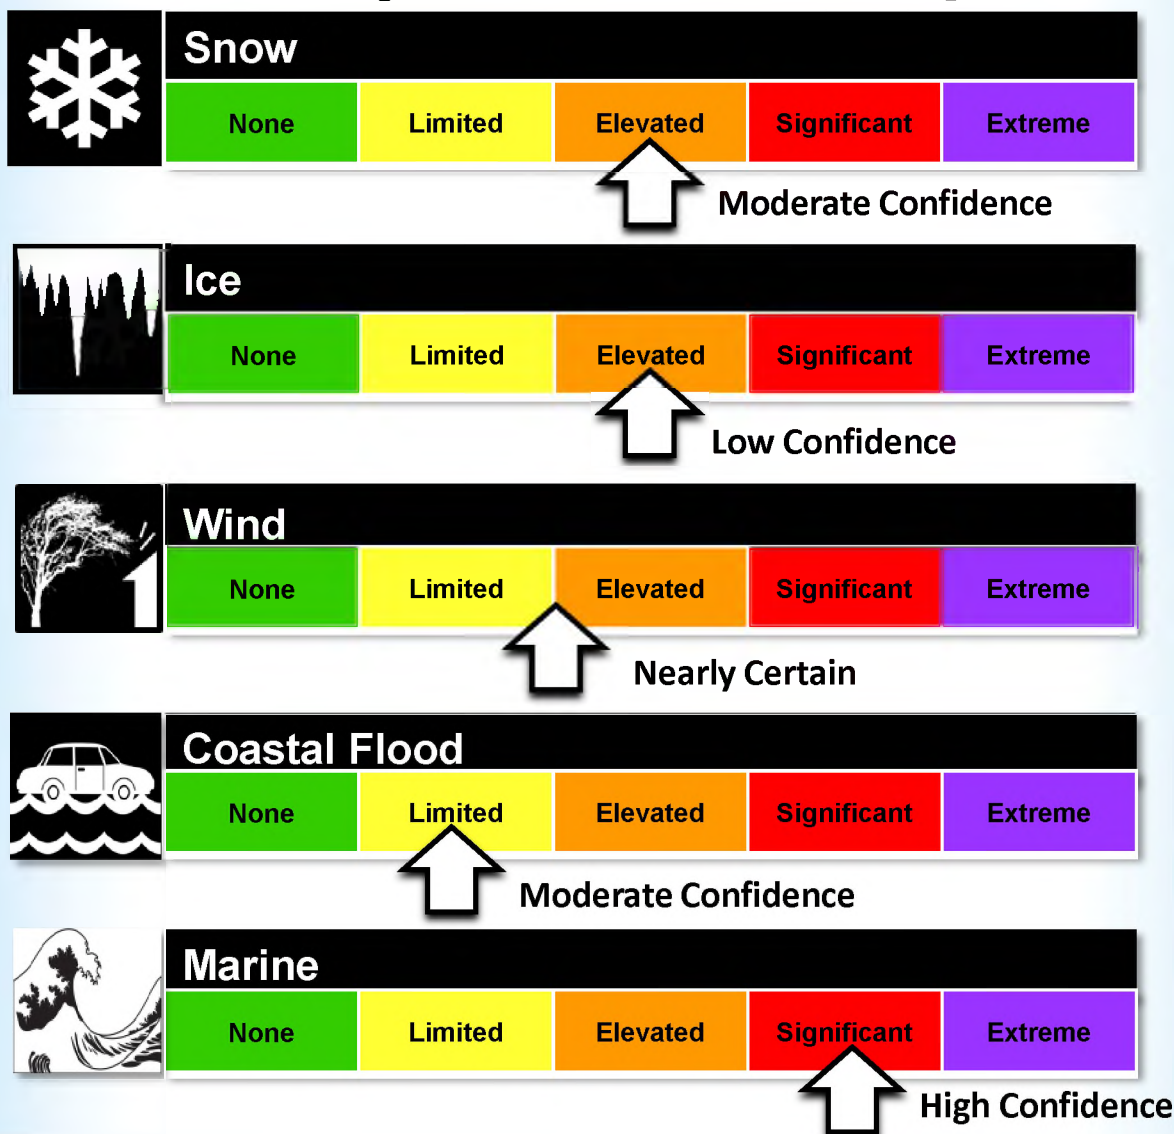 Snow
None Limited Elevated Significant Extreme
Moderate Confidence
Ice
None Limited Elevated Significant Extreme
Low Confidence
Wind
None Limited Elevated Significant Extreme
Nearly Certain
Coastal Flood
None Limited Elevated Significant Extreme
Moderate Confidence
Marine
None Limited Elevated Significant Extreme
High Confidence